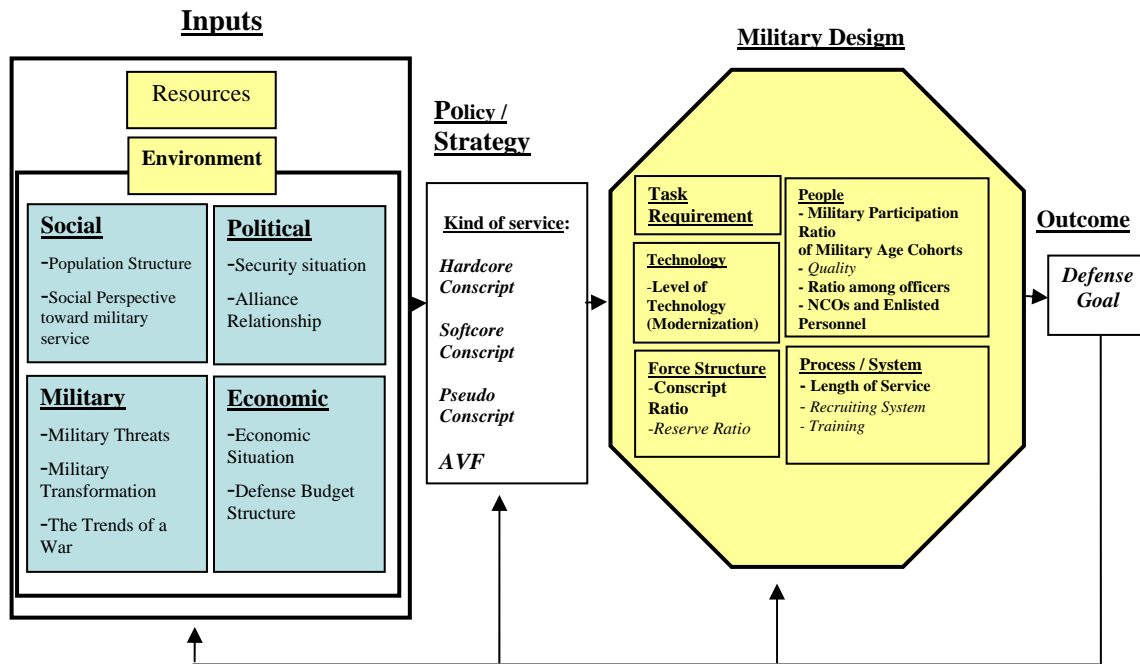 Inputs
Resources
Environment
Social
-Population Structure
-Social Perspective
toward military
service
Political
-Security situation
-Alliance
Relationship
Military
-Military Threats
-Military
Transformation
-The Trends of a
War
Economic
-Economic
Situation
-Defense Budget
Structure
Policy /
Strategy
Kind of service:
Hardcore
Conscript
Softcore
Conscript
Pseudo
Conscript
AVF
Military Desigm
Task
Requirement
Technology
-Level of
Technology
(Modernization)
Force Structure
-Conscript
Ratio
-Reserve Ratio
People
- Military Participation
Ratio
of Military Age Cohorts
- Quality
- Ratio among officers
- NCOs and Enlisted
Personnel
Process / System
- Length of Service
- Recruiting System
- Training
Outcome
Defense
Goal